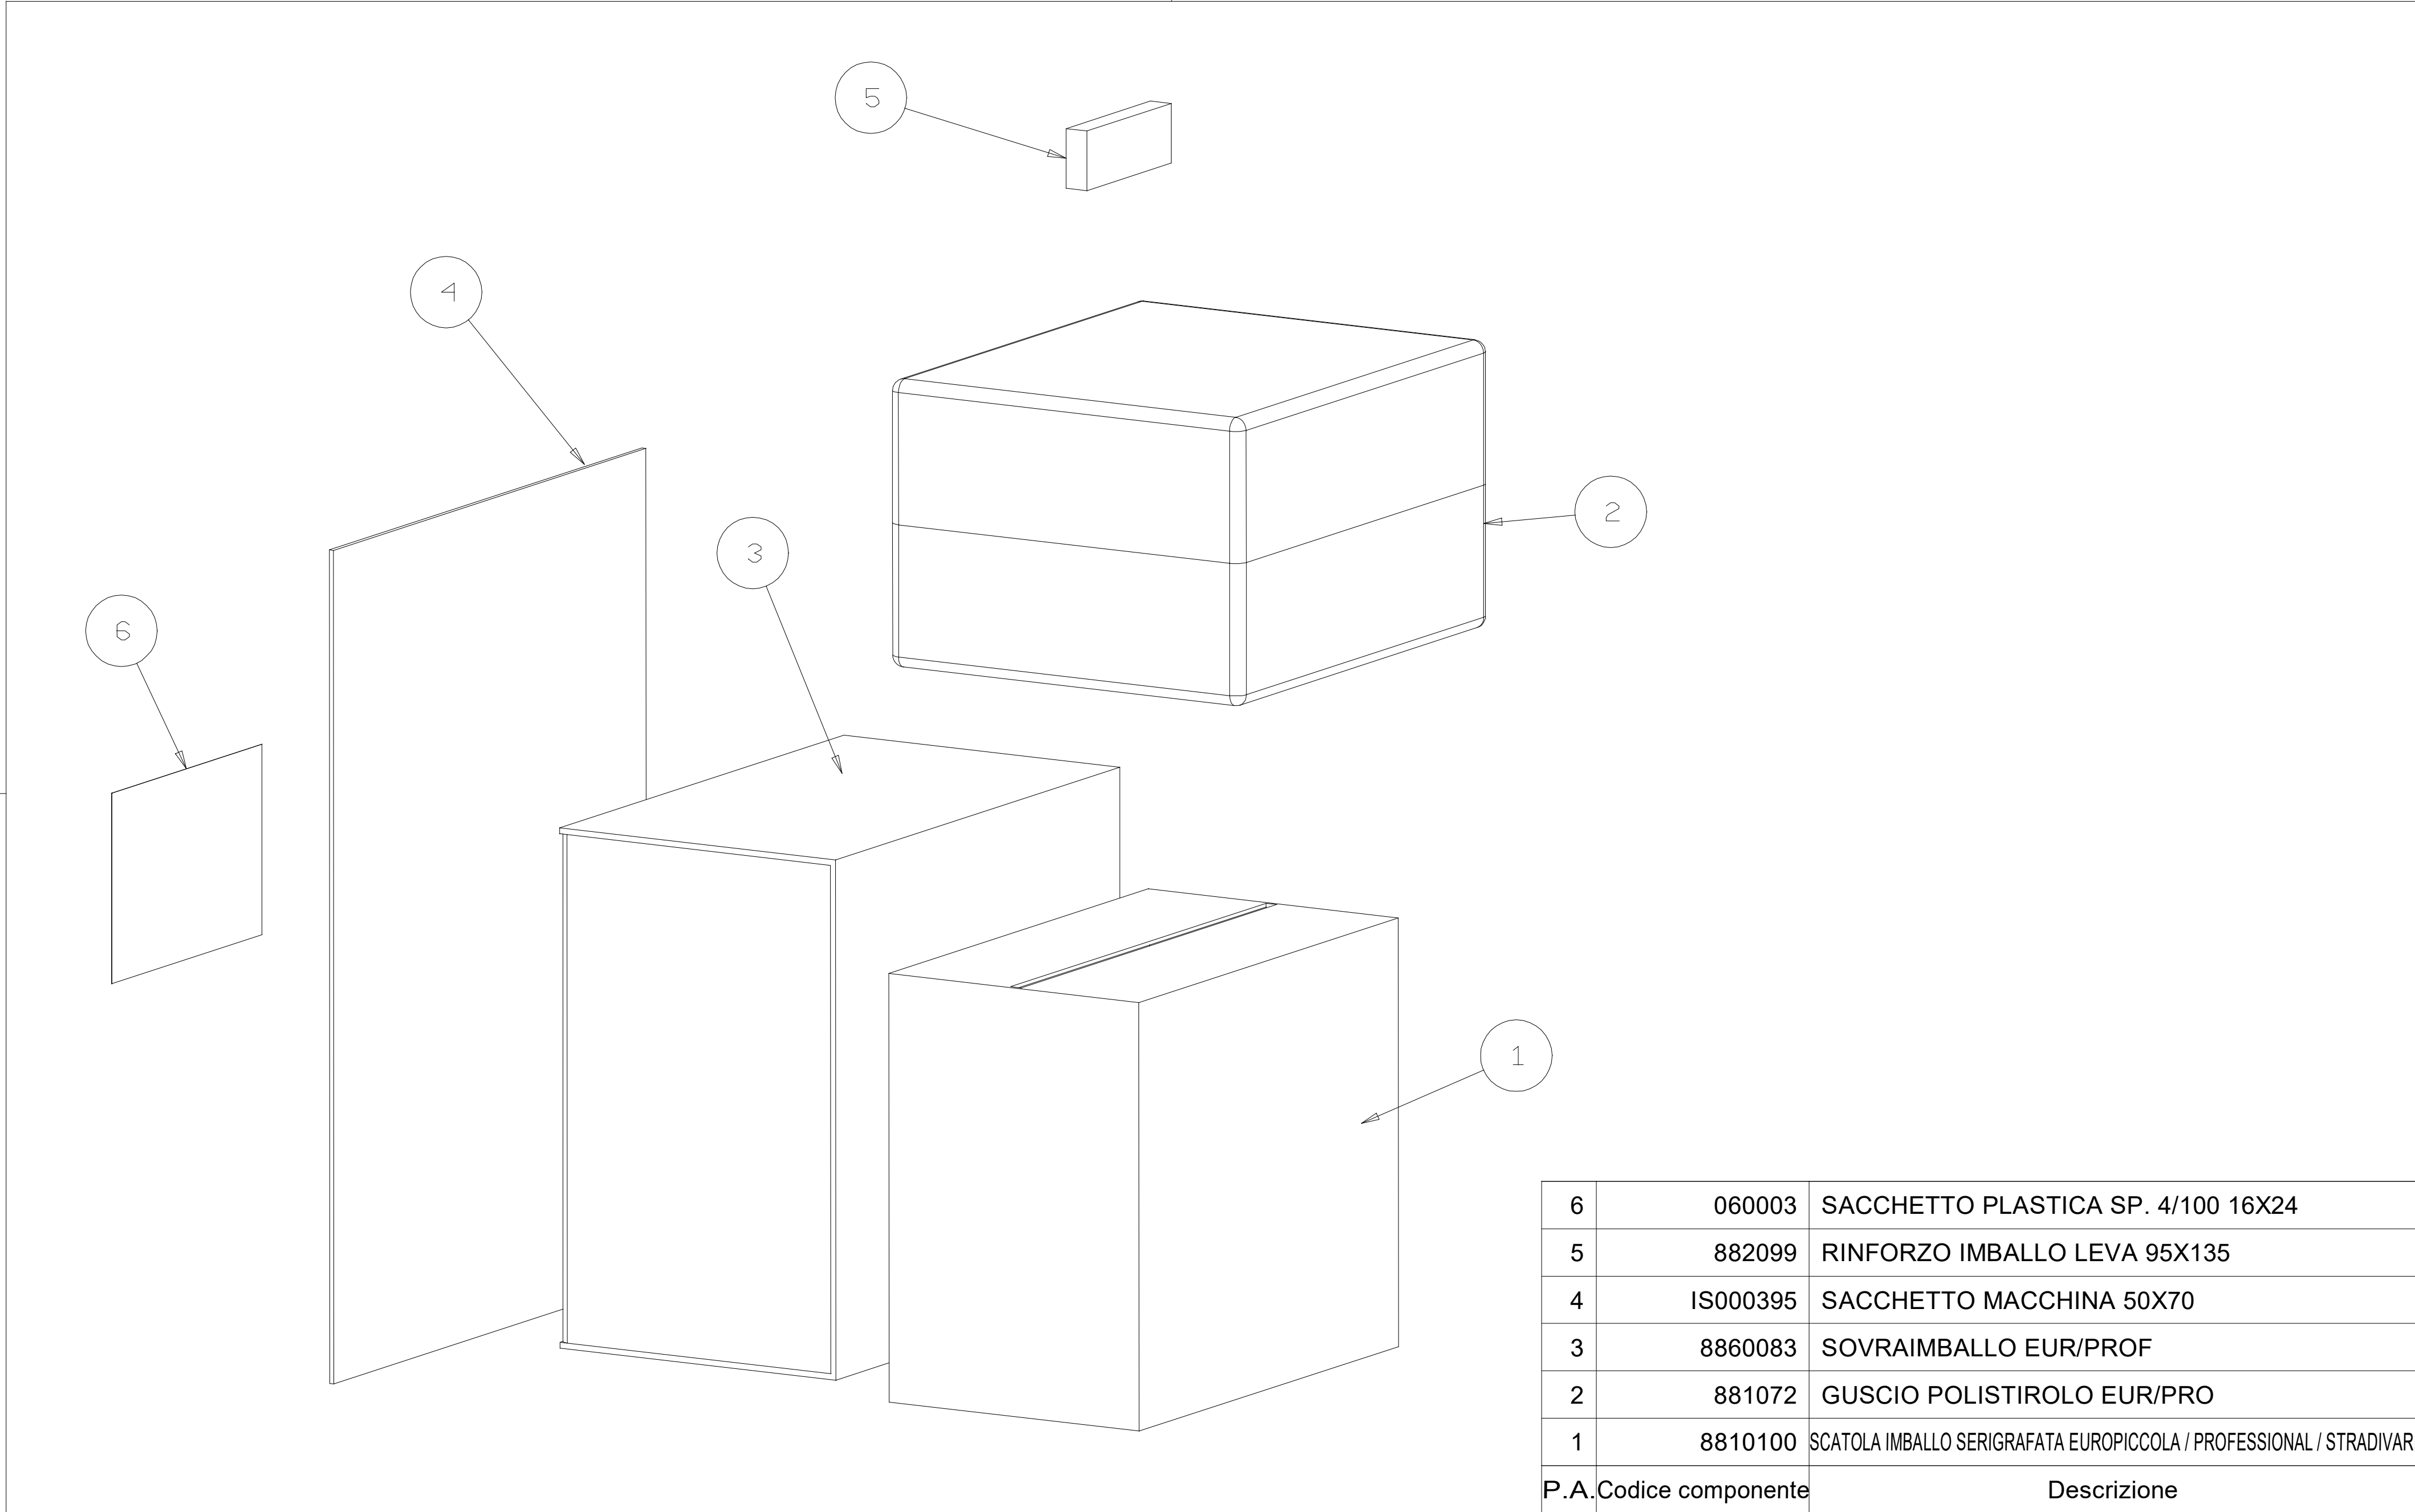 5
4
3
2
6
1
6 060003 SACCHETTO PLASTICA SP. 4/100 16X24
5 882099 RINFORZO IMBALLO LEVA 95X135
4 IS000395 SACCHETTO MACCHINA 50X70
3 8860083 SOVRAIMBALLO EUR/PROF
2 881072 GUSCIO POLISTIROLO EUR/PRO
1 8810100 SCATOLA IMBALLO SERIGRAFATA EUROPICCOLA / PROFESSIONAL / STRADIVAR
P.A. Codice componente Descrizione